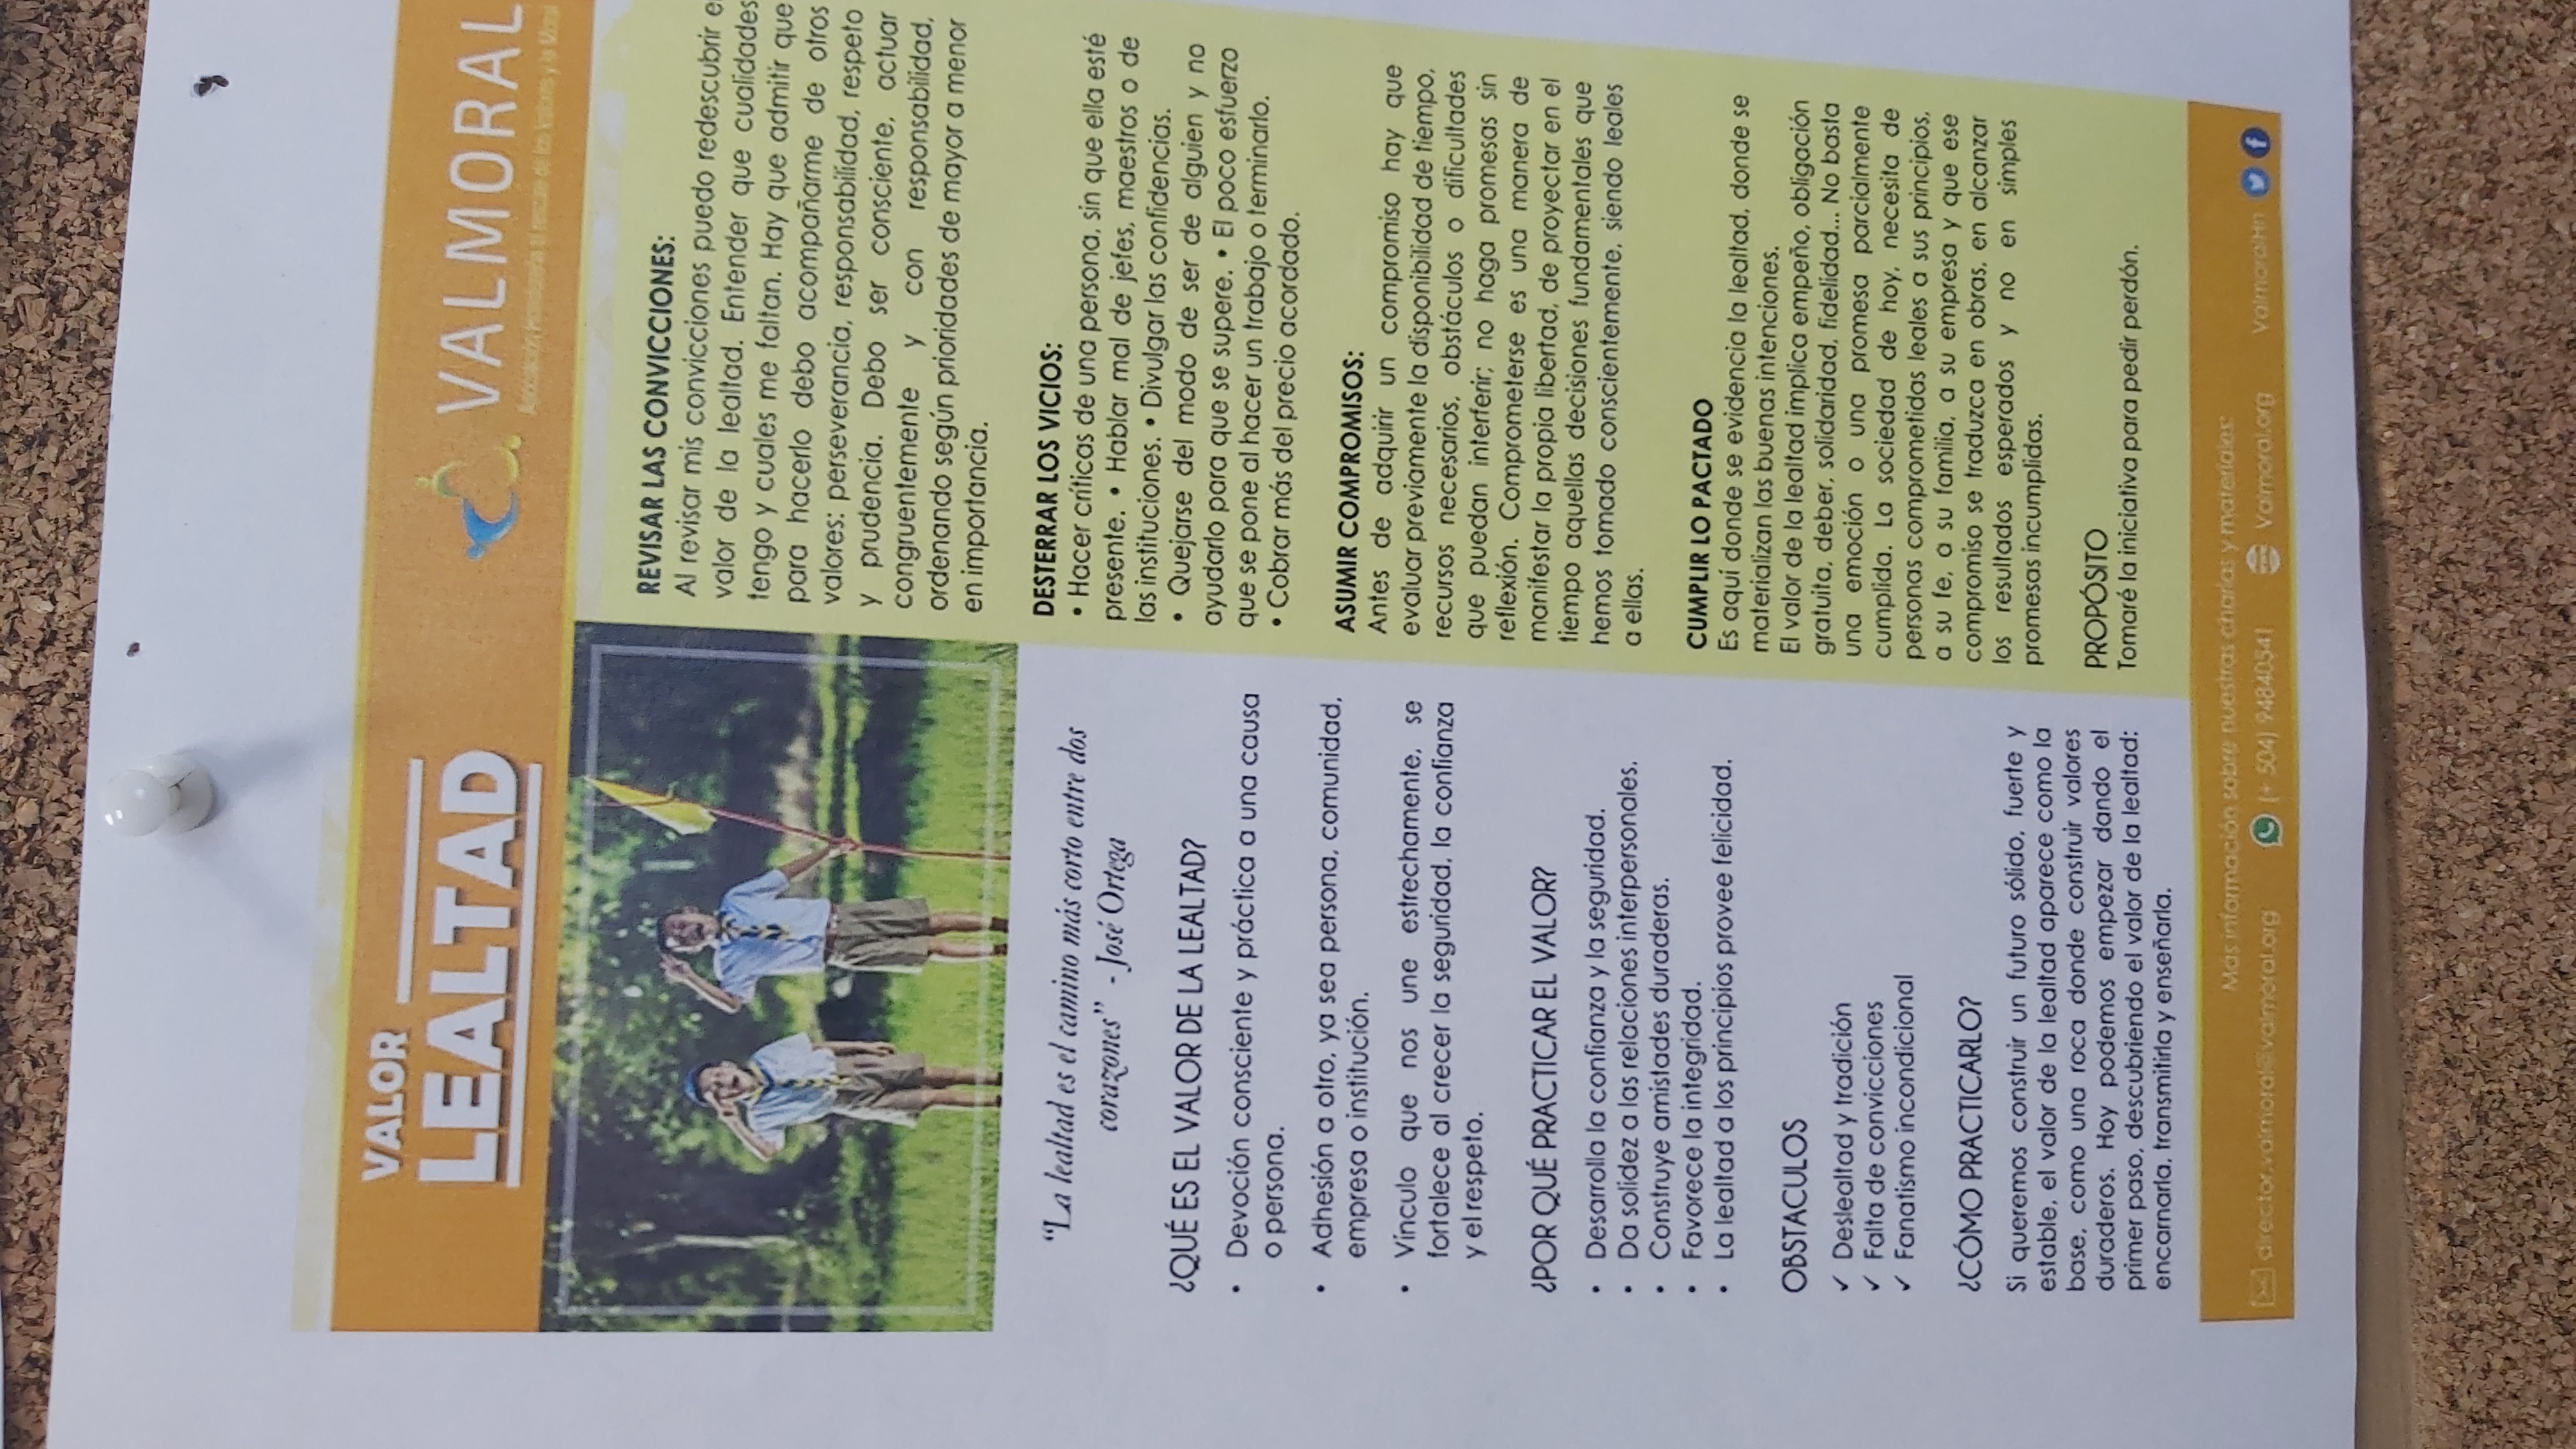 VALOR
LEALTAD
VALMORAL
Asociación Hondureña al rescate de los Valores y la Moral
"La lealtad es el camino más corto entre dos
corazones" - José Ortega
¿QUÉ ES EL VALOR DE LA LEALTAD?
• Devoción consciente y práctica a una causa
o persona.
• Adhesión a otro, ya sea persona, comunidad,
empresa o institución.
• Vínculo que nos une estrechamente, se
fortalece al crecer la seguridad, la confianza
y el respeto.
¿POR QUÉ PRACTICAR EL VALOR?
• Desarrolla la confianza y la seguridad.
• Da solidez a las relaciones interpersonales.
• Construye amistades duraderas.
• Favorece la integridad.
• La lealtad a los principios provee felicidad.
OBSTACULOS
✓ Deslealtad y tradición
✓ Falta de convicciones
✓ Fanatismo incondicional
¿CÓMO PRACTICARLO?
Si queremos construir un futuro sólido, fuerte y
estable, el valor de la lealtad aparece como la
base, como una roca donde construir valores
duraderos. Hoy podemos empezar dando el
primer paso, descubriendo el valor de la lealtad:
encarnarla, transmitirla y enseñarla.
REVISAR LAS CONVICCIONES:
Al revisar mis convicciones puedo redescubrir e
valor de la lealtad. Entender que cualidades
tengo y cuales me faltan. Hay que admitir que
para hacerlo debo acompañarme de otros
valores: perseverancia, responsabilidad, respeto
y prudencia. Debo ser consciente, actuar
congruentemente y con responsabilidad,
ordenando según prioridades de mayor a menor
en importancia.
DESTERRAR LOS VICIOS:
• Hacer críticas de una persona, sin que ella esté
presente. • Hablar mal de jefes, maestros o de
las instituciones. • Divulgar las confidencias.
• Quejarse del modo de ser de alguien y no
ayudarlo para que se supere. • El poco esfuerzo
que se pone al hacer un trabajo o terminarlo.
• Cobrar más del precio acordado.
ASUMIR COMPROMISOS:
Antes de adquirir un compromiso hay que
evaluar previamente la disponibilidad de tiempo,
recursos necesarios, obstáculos o dificultades
que puedan interferir; no haga promesas sin
reflexión. Comprometerse es una manera de
manifestar la propia libertad, de proyectar en el
tiempo aquellas decisiones fundamentales que
hemos tomado conscientemente, siendo leales
a ellas.
CUMPLIR LO PACTADO
Es aquí donde se evidencia la lealtad, donde se
materializan las buenas intenciones.
El valor de la lealtad implica empeño, obligación
gratuita, deber, solidaridad, fidelidad... No basta
una emoción o una promesa parcialmente
cumplida. La sociedad de hoy, necesita de
personas comprometidas leales a sus principios,
a su fe, a su familia, a su empresa y que ese
compromiso se traduzca en obras, en alcanzar
los resultados esperados y no en simples
promesas incumplidas.
PROPÓSITO
Tomaré la iniciativa para pedir perdón.
Más información sobre nuestras charlas y materiales:
director.valmoral@valmoral.org (+ 504) 94840541 Valmoral.org ValmoralHn